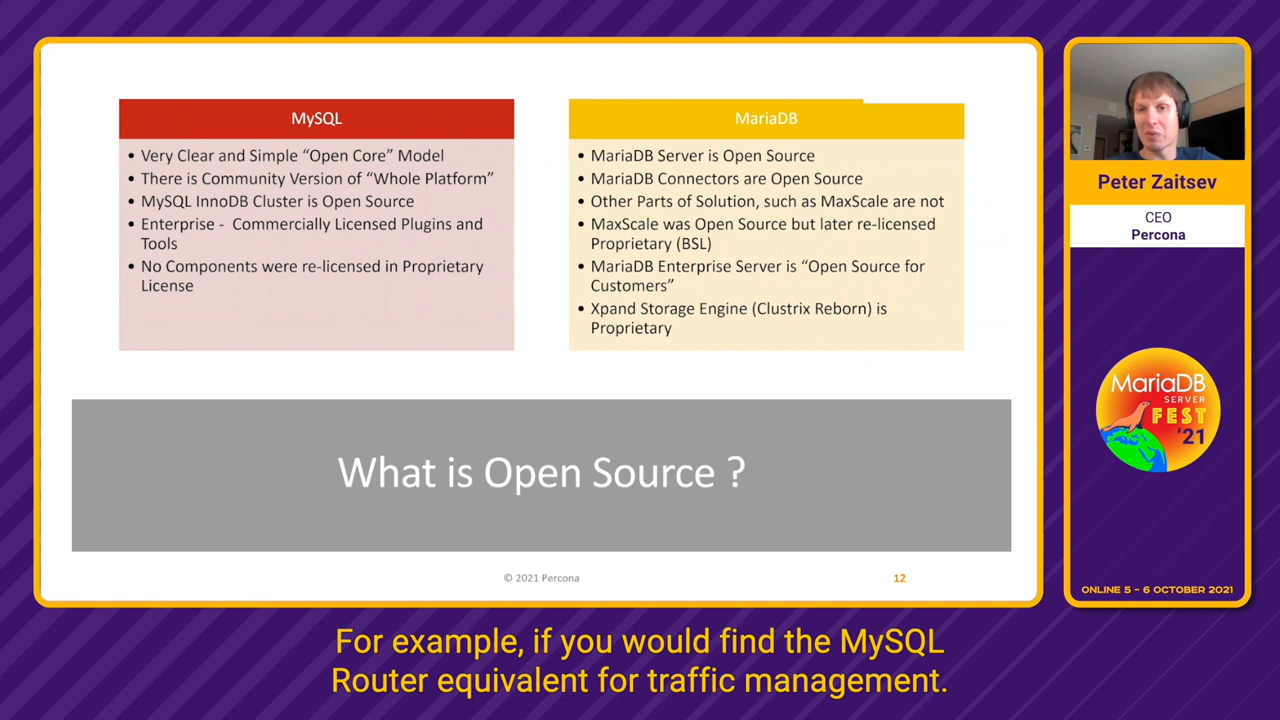 MySQL
• Very Clear and Simple “Open Core” Model
• There is Community Version of “Whole Platform”
• MySQL InnoDB Cluster is Open Source
• Enterprise - Commercially Licensed Plugins and
Tools
• No Components were re-licensed in Proprietary
License
MariaDB
• MariaDB Server is Open Source
• MariaDB Connectors are Open Source
• Other Parts of Solution, such as MaxScale are not
• MaxScale was Open Source but later re-licensed
Proprietary (BSL)
• MariaDB Enterprise Server is “Open Source for
Customers”
• Xpand Storage Engine (Clustrix Reborn) is
Proprietary
What is Open Source ?
© 2021 Percona
12
Peter Zaitsev
CEO
Percona
MariaDB
SERVER
FEST
'21
ONLINE 5 – 6 OCTOBER 2021
For example, if you would find the MySQL
Router equivalent for traffic management.